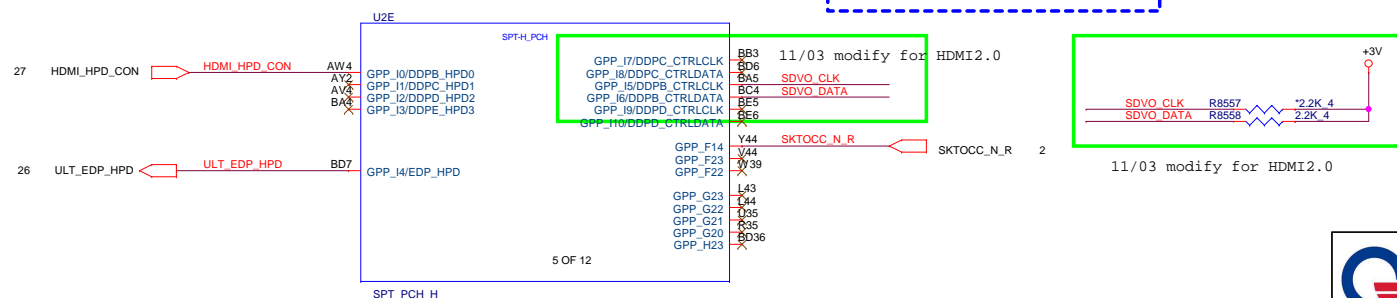 U2E
SPT-H_PCH
27 HDMI_HPD_CON HDMI_HPD_CON AW4 GPP_I0/DDPB_HPD0
AY2 GPP_I1/DDPC_HPD1
AV4 GPP_I2/DDPD_HPD2
BA4 GPP_I3/DDPE_HPD3
26 ULT_EDP_HPD ULT_EDP_HPD BD7 GPP_I4/EDP_HPD
GPP_I7/DDPC_CTRLCLK BB3
GPP_I8/DDPC_CTRLDATA BD6
GPP_I5/DDPB_CTRLCLK BA5 SDVO_CLK
GPP_I6/DDPB_CTRLDATA BC4 SDVO_DATA
GPP_I9/DDPD_CTRLCLK BE5
GPP_I10/DDPD_CTRLDATA BE6
11/03 modify for HDMI2.0
GPP_F14 Y44 SKTOCC_N_R SKTOCC_N_R 2
GPP_F23 V44
GPP_F22 W39
GPP_G23 L43
GPP_G22 L44
GPP_G21 U35
GPP_G20 R35
GPP_H23 BD36
5 OF 12
SPT_PCH_H
+3V
SDVO_CLK R8557 *2.2K_4
SDVO_DATA R8558 2.2K_4
11/03 modify for HDMI2.0